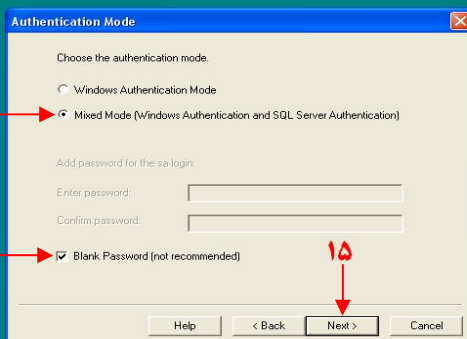 Authentication Mode
Choose the authentication mode.
Windows Authentication Mode
Mixed Mode (Windows Authentication and SQL Server Authentication)
Add password for the sa login:
Enter password:
Confirm password:
Blank Password (not recommended)
۱۵
Help
< Back
Next >
Cancel